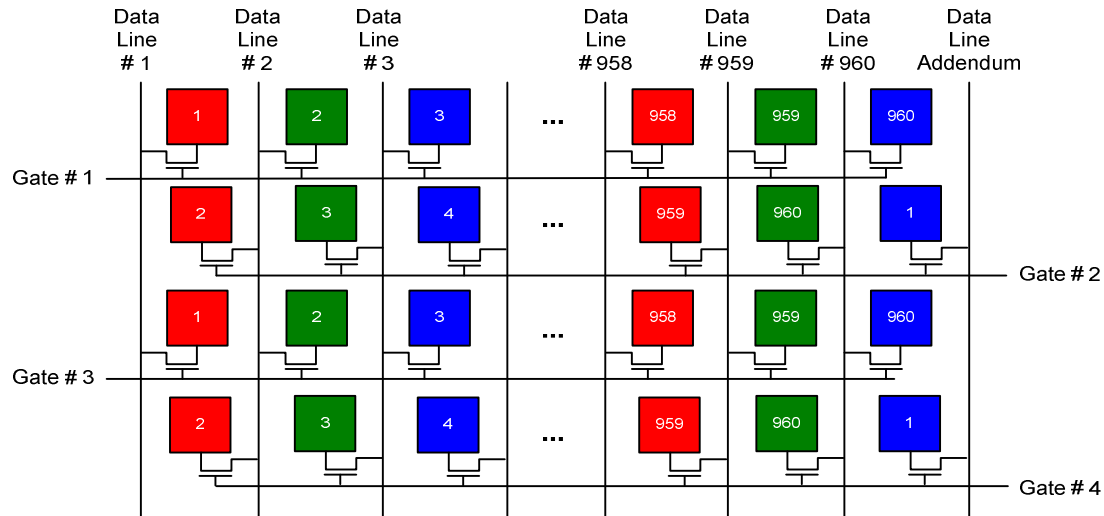 Data Line # 1
Data Line # 2
Data Line # 3
Data Line # 958
Data Line # 959
Data Line # 960
Data Line Addendum
1 2 3 ... 958 959 960
Gate # 1
2 3 4 ... 959 960 1
Gate # 2
1 2 3 ... 958 959 960
Gate # 3
2 3 4 ... 959 960 1
Gate # 4